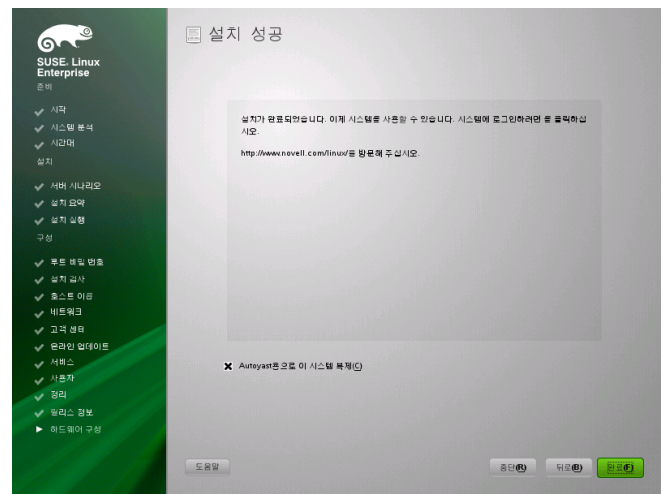 SUSE. Linux
Enterprise
준비
시작
시스템 분석
시간대
설치
서버 시나리오
설치 요약
설치 실행
구성
루트 비밀 번호
설치 검사
호스트 이름
네트워크
고객 센터
온라인 업데이트
서비스
사용자
정리
릴리스 정보
하드웨어 구성
설치 성공
설치가 완료되었습니다. 이제 시스템를 사용할 수 있습니다. 시스템에 로그인하려면 를 클릭하십
시오.
http://www.novell.com/linux/를 방문해 주십시오.
Autoyast용으로 이 시스템 복제(C)
도움말
중단(R)
뒤로(B)
완료(F)